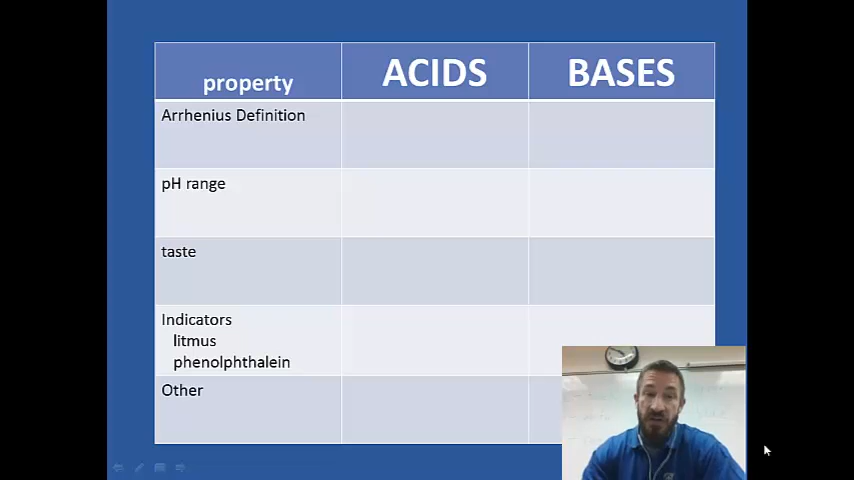 property ACIDS BASES
Arrhenius Definition
pH range
taste
Indicators
litmus
phenolphthalein
Other